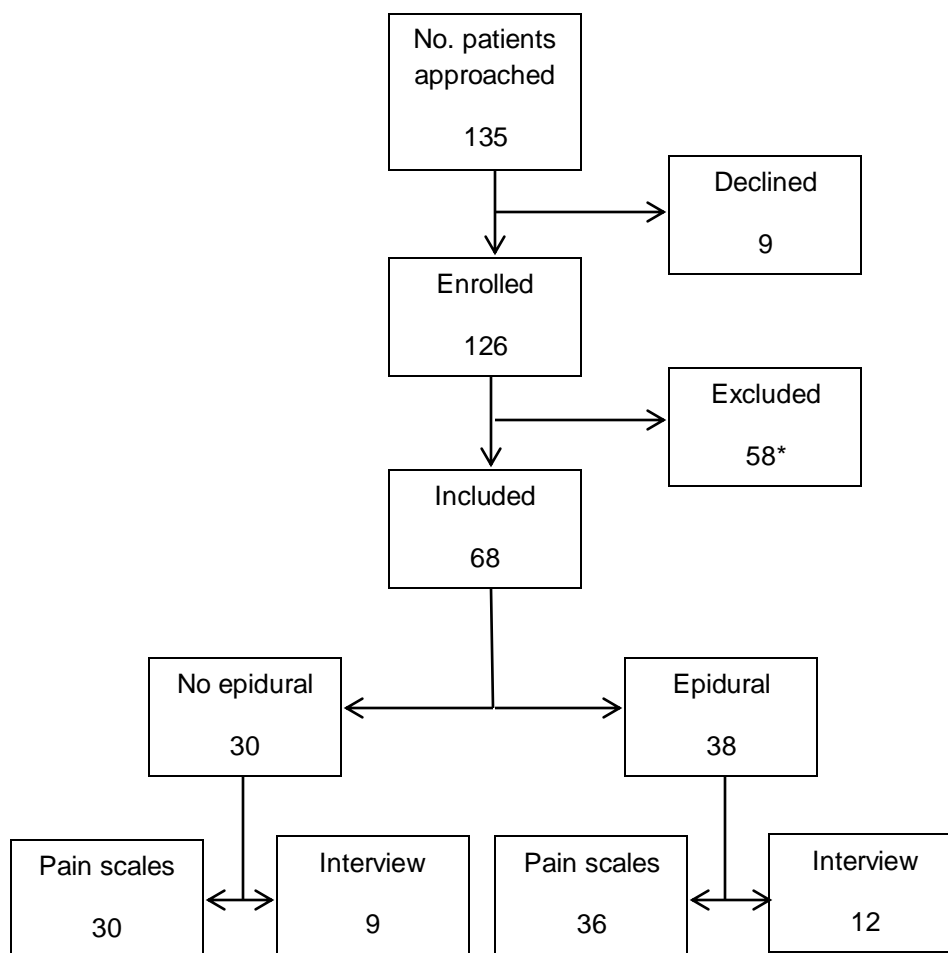 No. patients
approached
135
Declined
9
Enrolled
126
Excluded
58*
Included
68
No epidural
30
Epidural
38
Pain scales
30
Interview
9
Pain scales
36
Interview
12